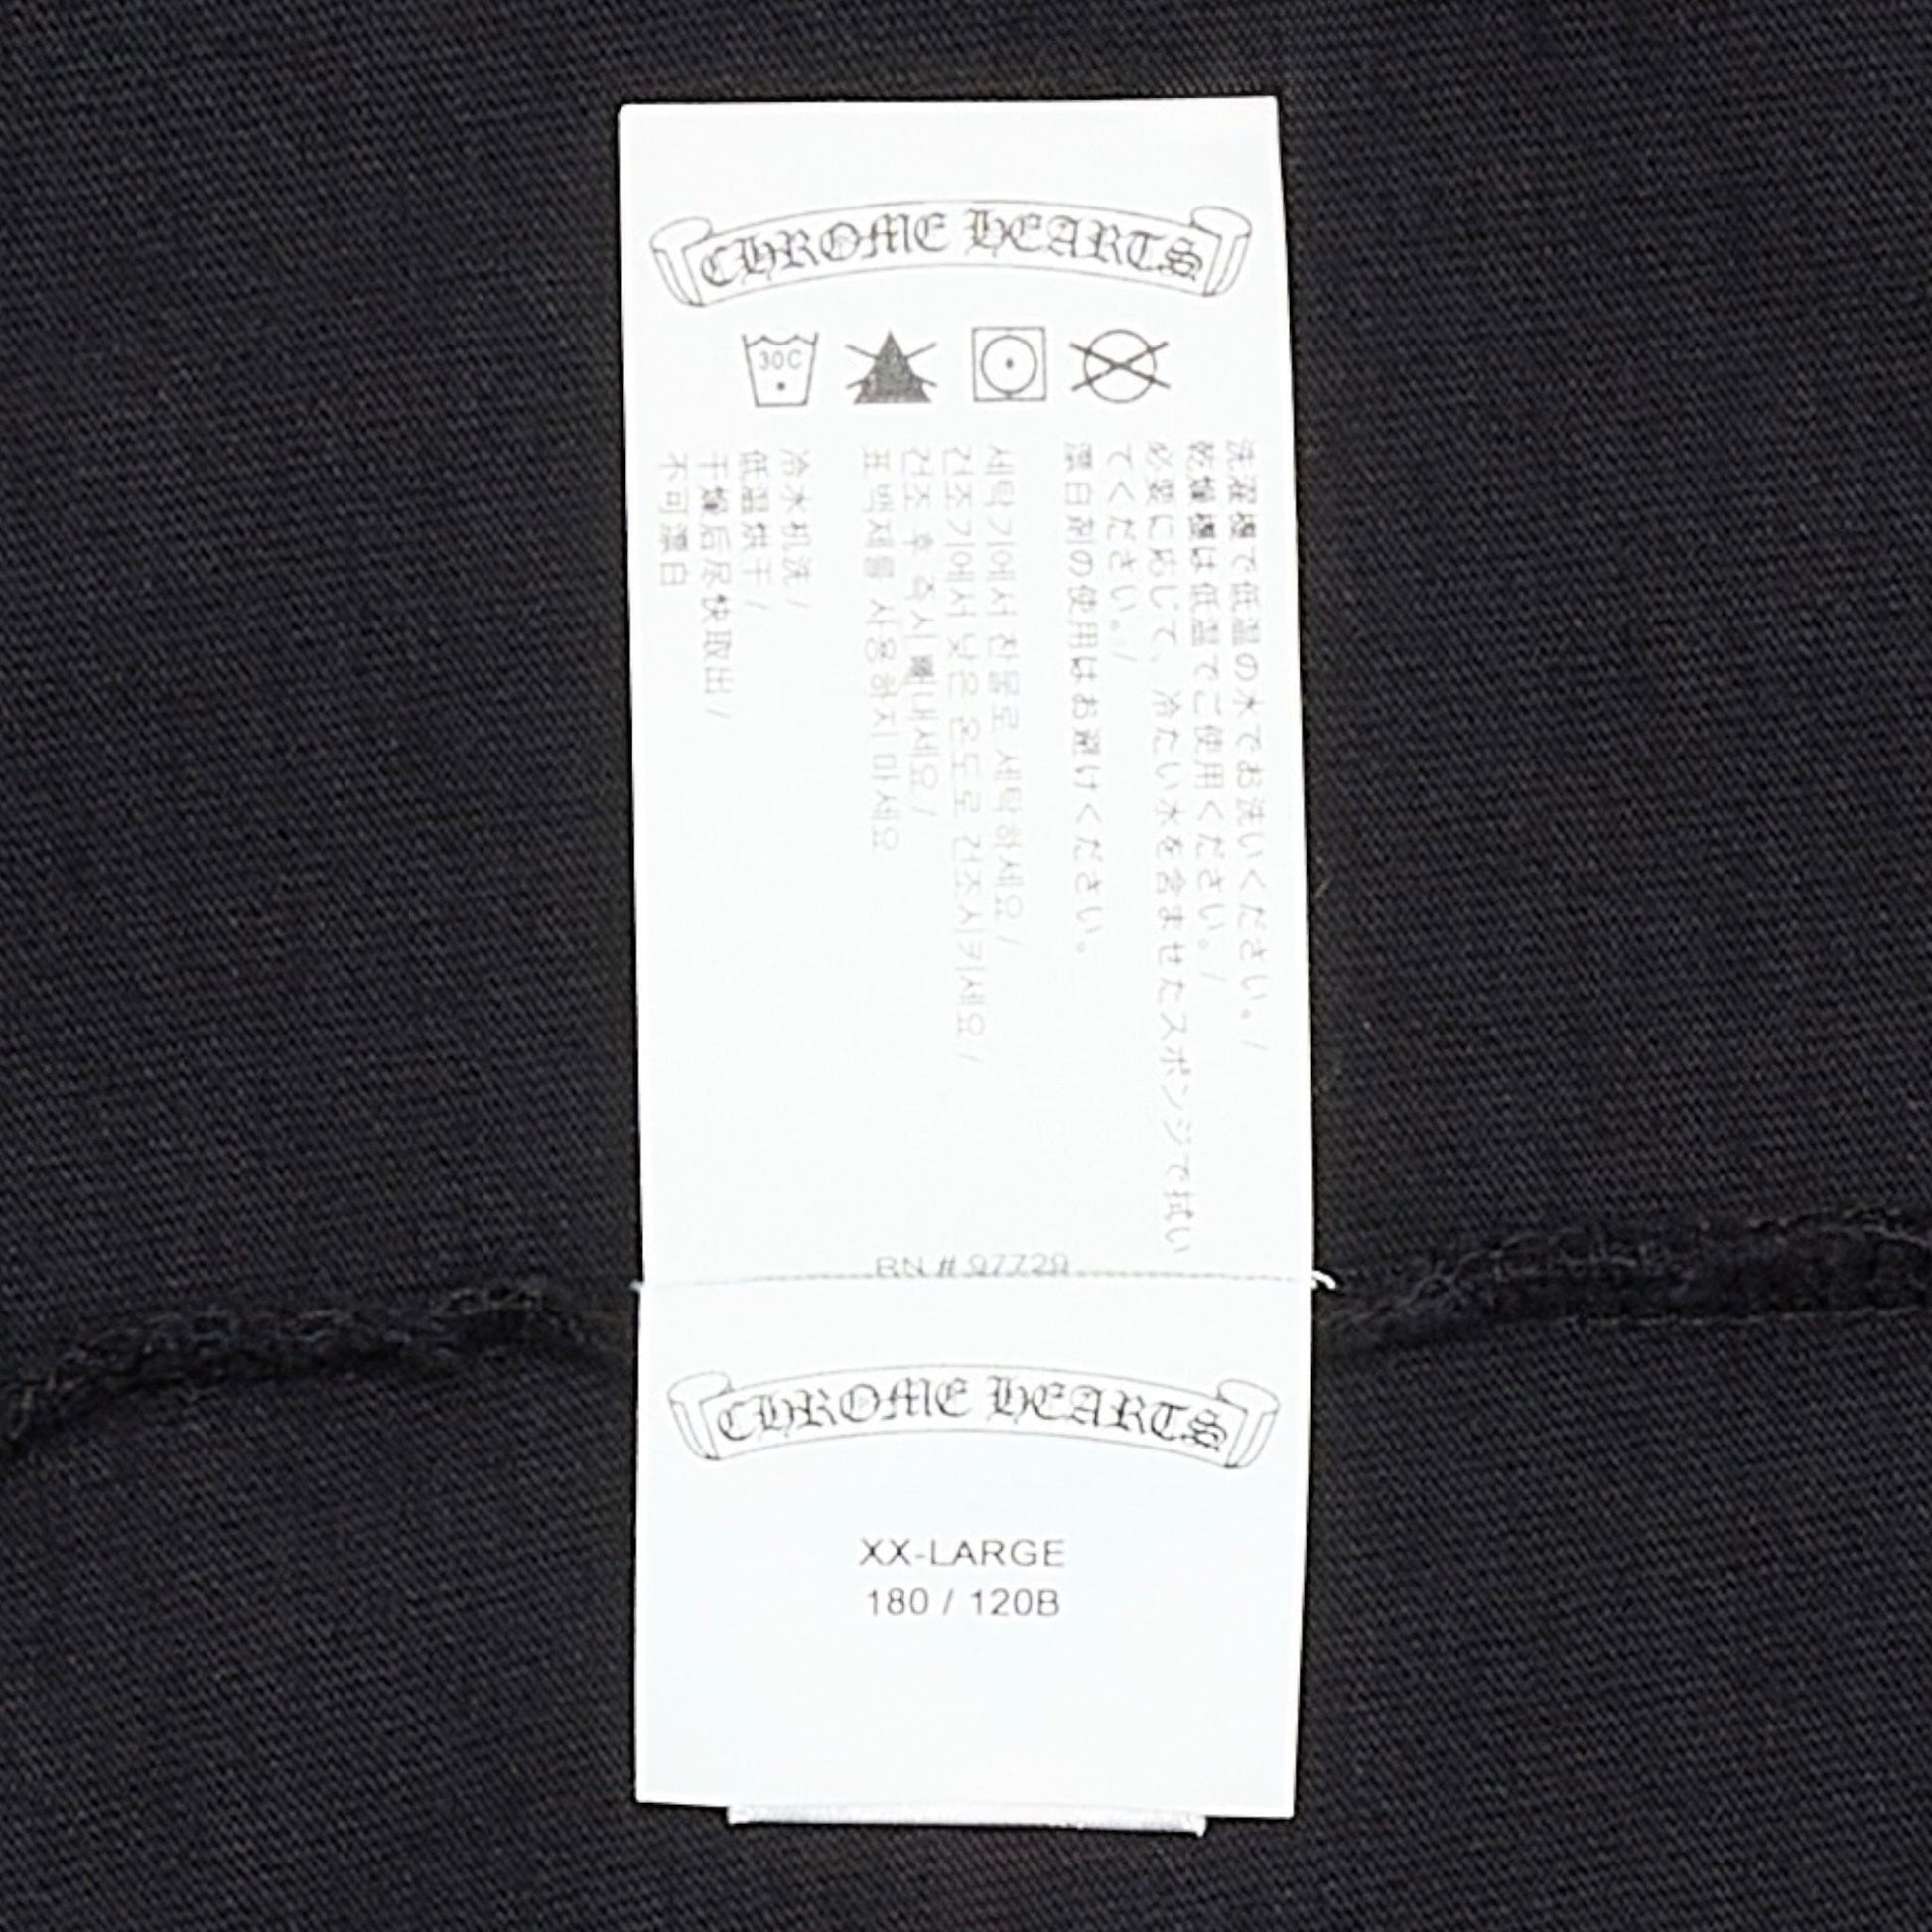 CHROME HEARTS
30C
洗濯機で低温の水でお洗いください。/
乾燥機は低温でご使用ください。/
必要に応じて、冷たい水を含ませたスポンジで拭い
てください。/
漂白剤の使用はお避けください。
세탁기에서 찬물로 세탁하세요/
건조기에서 낮은 온도로 건조시키세요/
건조 후 즉시 빼내세요/
표백제를 사용하지 마세요
冷水机洗/
低温烘干/
干燥后尽快取出/
不可漂白
RN # 97729
CHROME HEARTS
XX-LARGE
180 / 120B